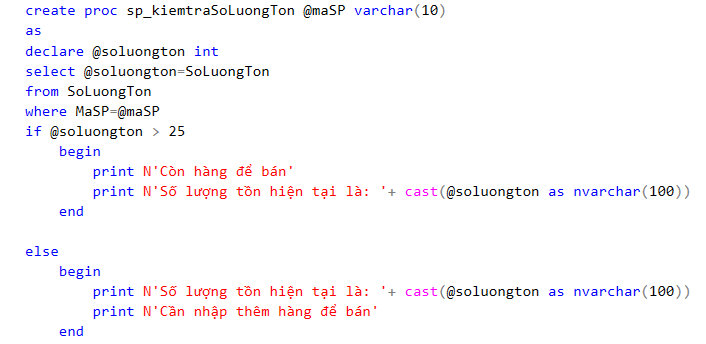 create proc sp_kiemtraSoLuongTon @maSP varchar(10)
as
declare @soluongton int
select @soluongton=SoLuongTon
from SoLuongTon
where MaSP=@maSP
if @soluongton > 25
begin
print N'Còn hàng để bán'
print N'Số lượng tồn hiện tại là: '+ cast(@soluongton as nvarchar(100))
end
else
begin
print N'Số lượng tồn hiện tại là: '+ cast(@soluongton as nvarchar(100))
print N'Cần nhập thêm hàng để bán'
end